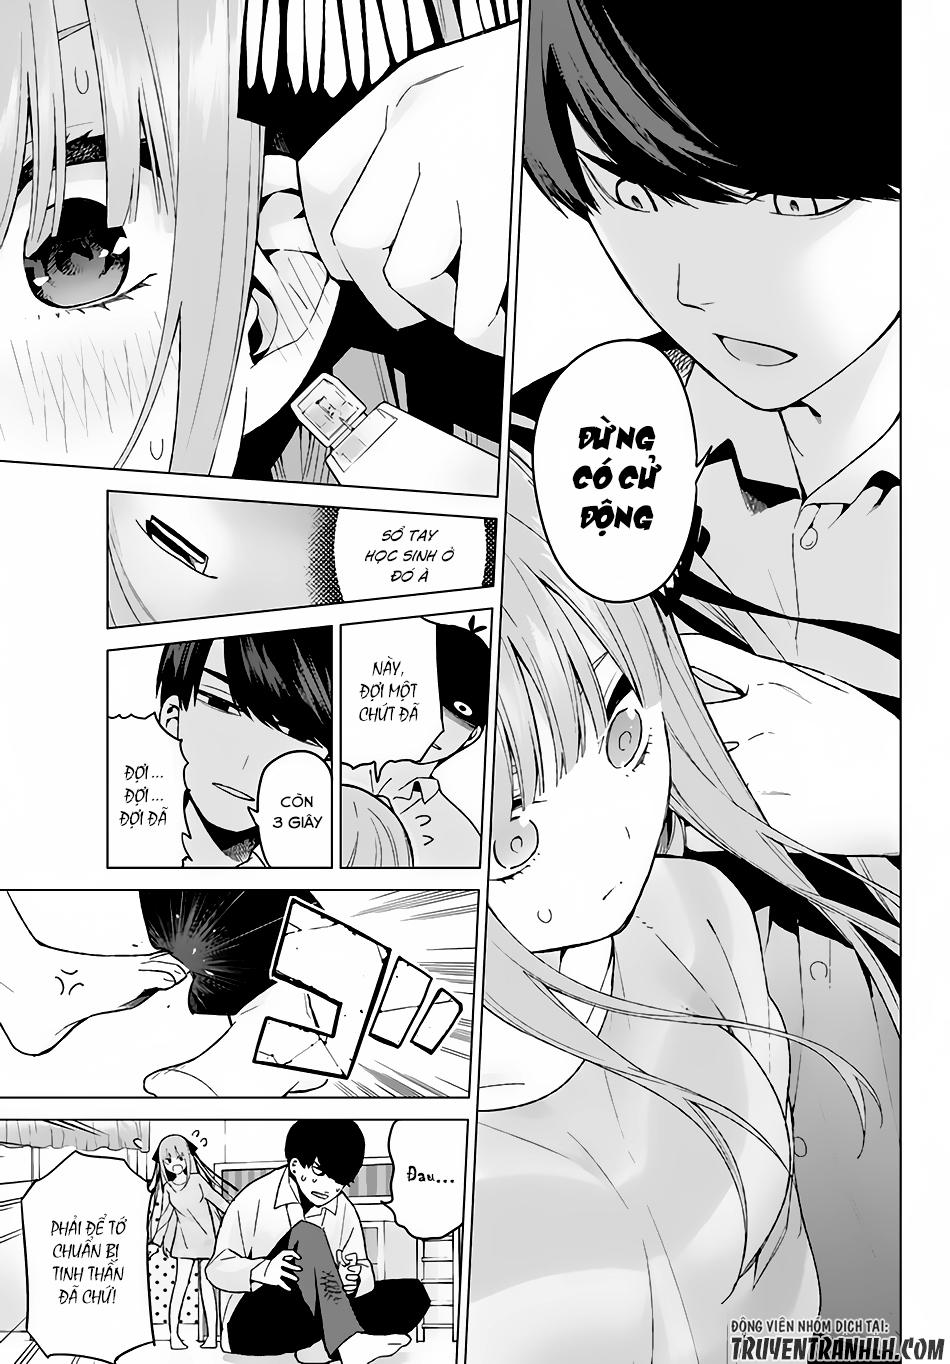 ĐỪNG
CÓ CỬ
ĐỘNG
SỔ TAY
HỌC SINH Ở
ĐÓ À
NÀY,
ĐỢI MỘT
CHÚT ĐÃ
CÒN
3 GIÂY
ĐỢI...
ĐỢI...
ĐỢI ĐÃ
Đau...
PHẢI ĐỂ TỚ
CHUẨN BỊ
TINH THẦN
ĐÃ CHỨ!
ĐỘNG VIÊN NHÓM DỊCH TẠI:
TRUYENTRANHLH.COM